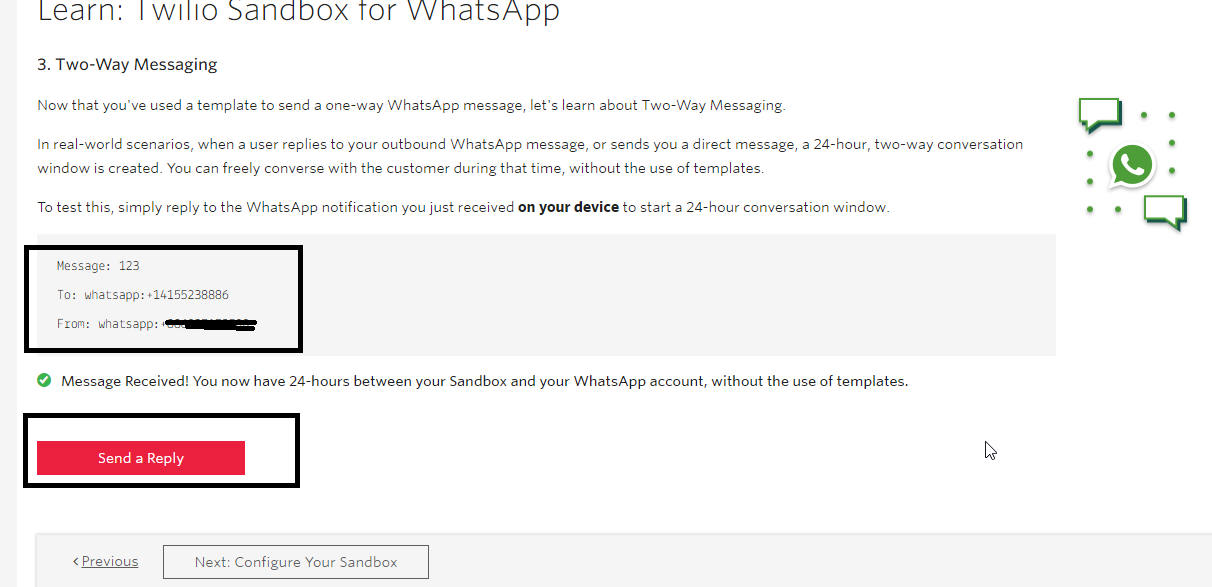 Learn: Twilio Sandbox for WhatsApp
3. Two-Way Messaging
Now that you've used a template to send a one-way WhatsApp message, let's learn about Two-Way Messaging.
In real-world scenarios, when a user replies to your outbound WhatsApp message, or sends you a direct message, a 24-hour, two-way conversation
window is created. You can freely converse with the customer during that time, without the use of templates.
To test this, simply reply to the WhatsApp notification you just received on your device to start a 24-hour conversation window.
Message: 123
To: whatsapp:+14155238886
From: whatsapp:+
Message Received! You now have 24-hours between your Sandbox and your WhatsApp account, without the use of templates.
Send a Reply
< Previous
Next: Configure Your Sandbox